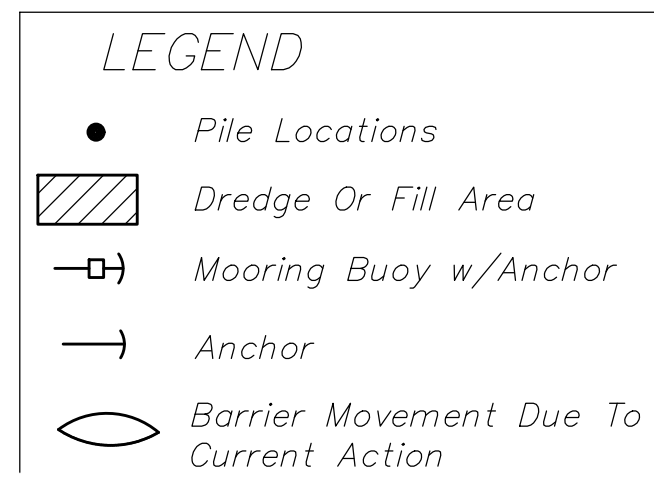 LEGEND
Pile Locations
Dredge Or Fill Area
Mooring Buoy w/Anchor
Anchor
Barrier Movement Due To
Current Action